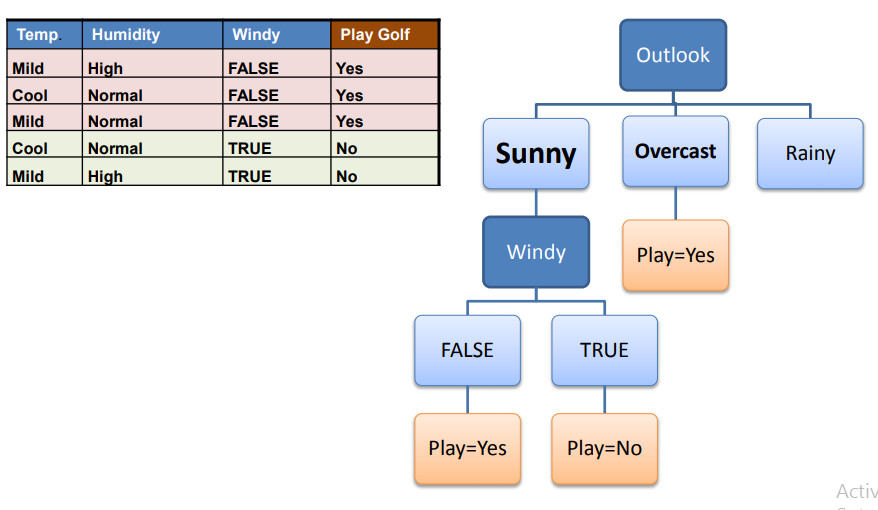 Temp. Humidity Windy Play Golf
Mild High FALSE Yes
Cool Normal FALSE Yes
Mild Normal FALSE Yes
Cool Normal TRUE No
Mild High TRUE No
Outlook
Sunny Overcast Rainy
Windy Play=Yes
FALSE TRUE
Play=Yes Play=No
Activ